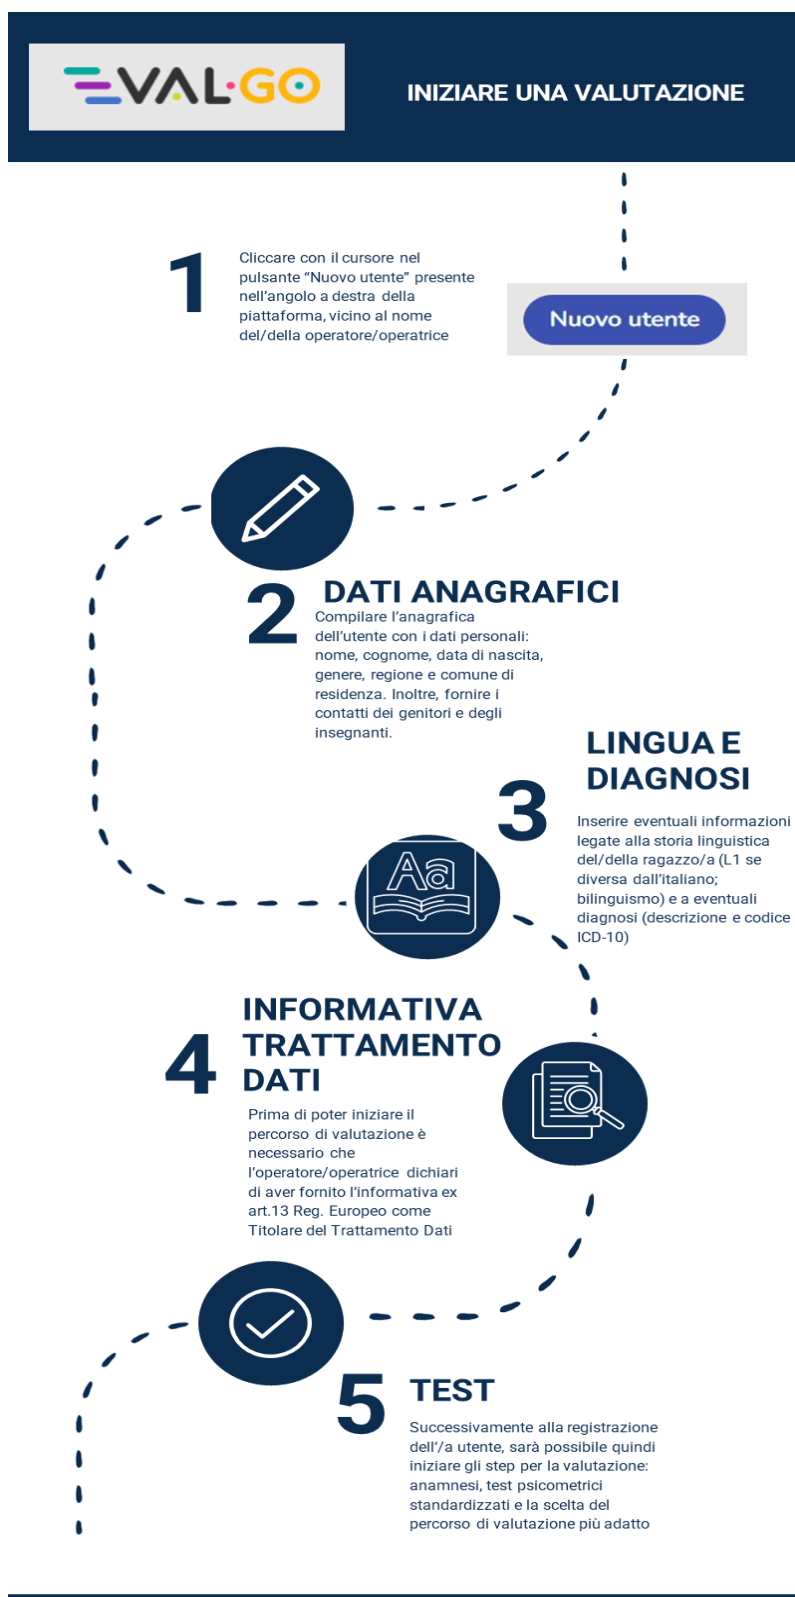 EVAL·GO
INIZIARE UNA VALUTAZIONE
1
Cliccare con il cursore nel
pulsante “Nuovo utente” presente
nell’angolo a destra della
piattaforma, vicino al nome
del/della operatore/operatrice
Nuovo utente
2
DATI ANAGRAFICI
Compilare l’anagrafica
dell’utente con i dati personali:
nome, cognome, data di nascita,
genere, regione e comune di
residenza. Inoltre, fornire i
contatti dei genitori e degli
insegnanti.
3
LINGUA E
DIAGNOSI
Inserire eventuali informazioni
legate alla storia linguistica
del/della ragazzo/a (L1 se
diversa dall’italiano;
bilinguismo) e a eventuali
diagnosi (descrizione e codice
ICD-10)
Aa
4
INFORMATIVA
TRATTAMENTO
DATI
Prima di poter iniziare il
percorso di valutazione è
necessario che
l’operatore/operatrice dichiari
di aver fornito l’informativa ex
art.13 Reg. Europeo come
Titolare del Trattamento Dati
5
TEST
Successivamente alla registrazione
dell’/a utente, sarà possibile quindi
iniziare gli step per la valutazione:
anamnesi, test psicometrici
standardizzati e la scelta del
percorso di valutazione più adatto